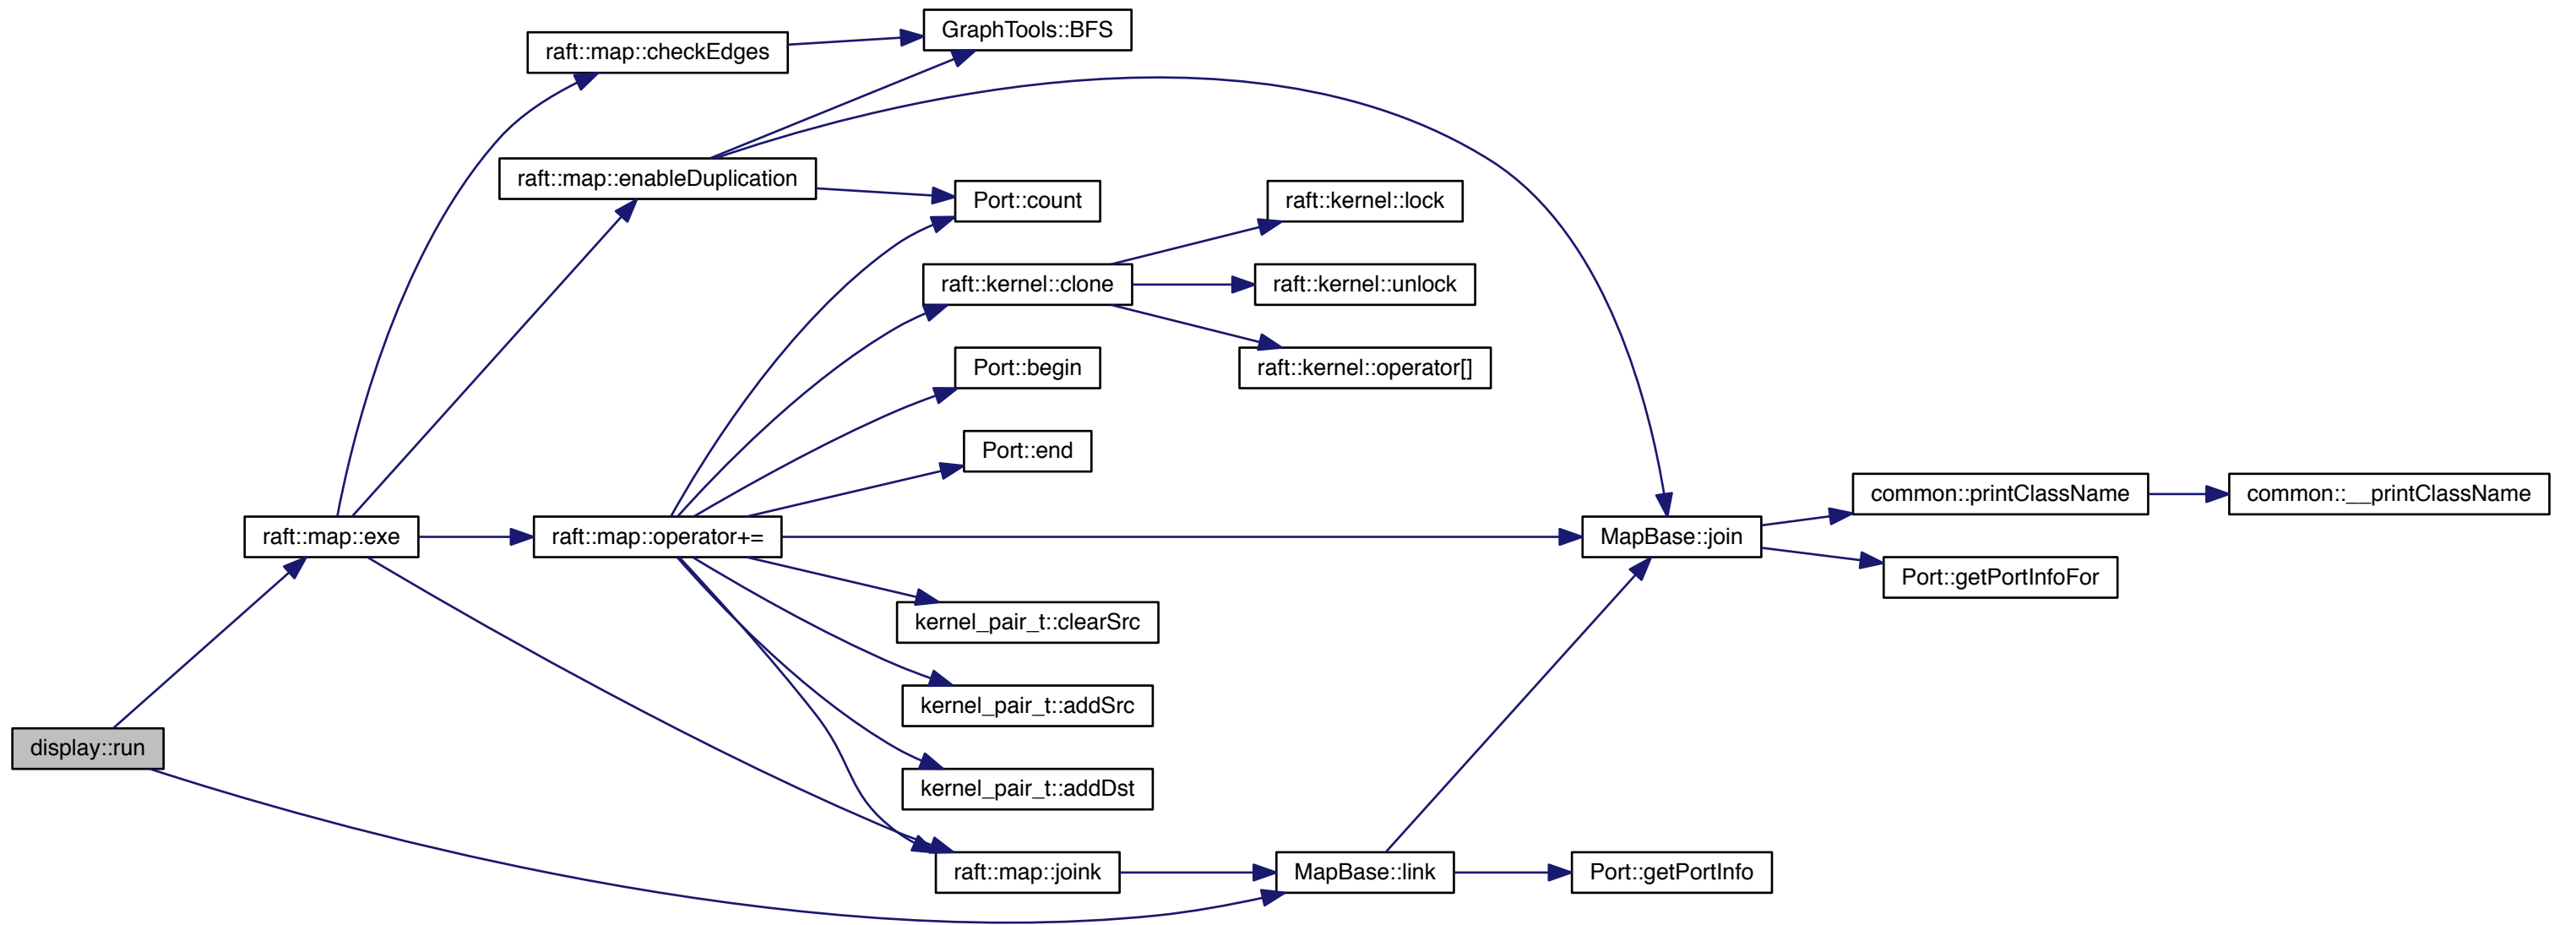 GraphTools::BFS
raft::map::checkEdges
raft::map::enableDuplication
Port::count
raft::kernel::lock
raft::kernel::clone
raft::kernel::unlock
Port::begin
raft::kernel::operator[]
Port::end
common::printClassName
common::__printClassName
raft::map::exe
raft::map::operator+=
MapBase::join
Port::getPortInfoFor
kernel_pair_t::clearSrc
kernel_pair_t::addSrc
display::run
kernel_pair_t::addDst
raft::map::joink
MapBase::link
Port::getPortInfo